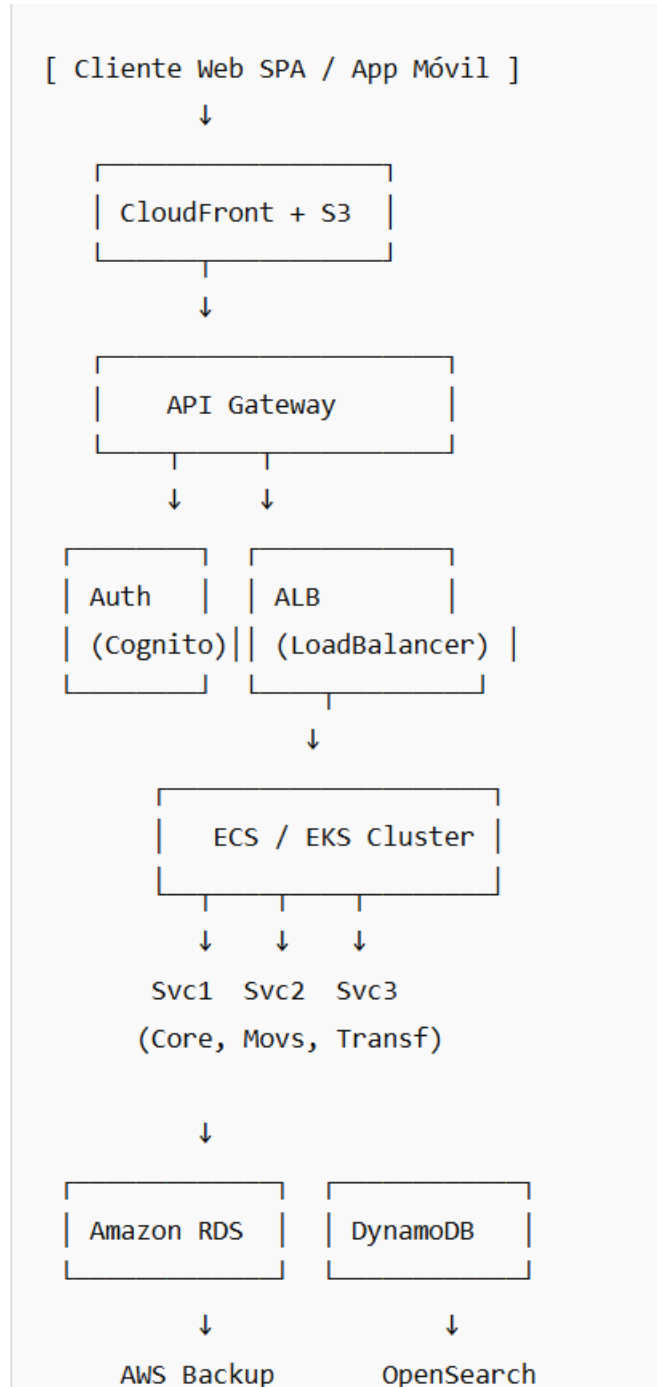 [ Cliente Web SPA / App Móvil ]
↓
CloudFront + S3
↓
API Gateway
↓ ↓
Auth ALB
(Cognito) (LoadBalancer)
↓
ECS / EKS Cluster
↓ ↓ ↓
Svc1 Svc2 Svc3
(Core, Movs, Transf)
↓
Amazon RDS DynamoDB
↓ ↓
AWS Backup OpenSearch